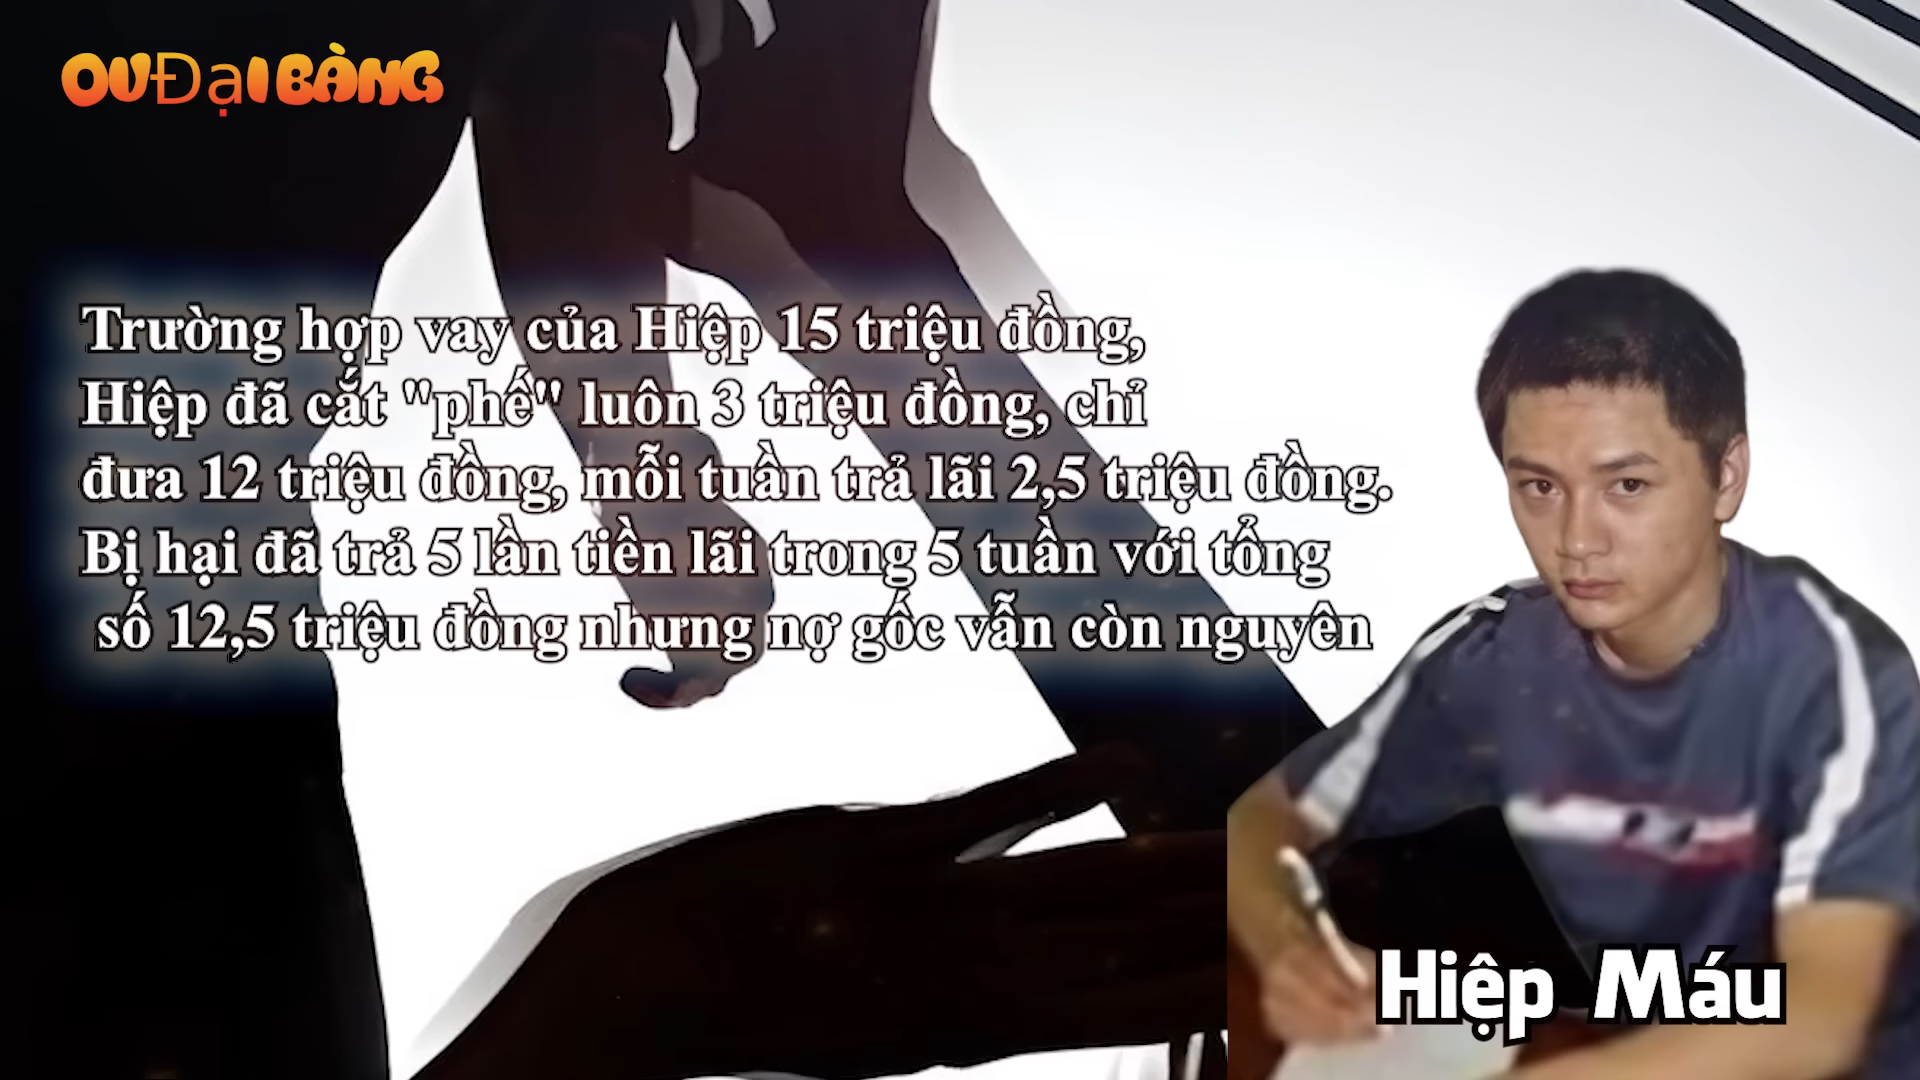 OUĐạI BÀNG
Trường hợp vay của Hiệp 15 triệu đồng,
Hiệp đã cắt "phế" luôn 3 triệu đồng, chỉ
đưa 12 triệu đồng, mỗi tuần trả lãi 2,5 triệu đồng.
Bị hại đã trả 5 lần tiền lãi trong 5 tuần với tổng
số 12,5 triệu đồng nhưng nợ gốc vẫn còn nguyên
Hiệp Máu